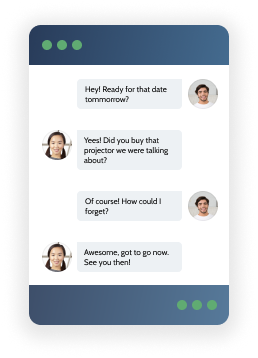 Hey! Ready for that date
tommorrow?
Yees! Did you buy that
projector we were talking
about?
Of course! How could I
forget?
Awesome, got to go now.
See you then!